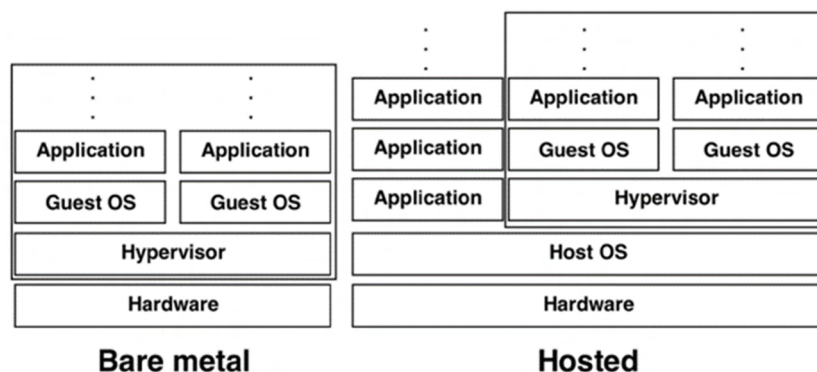 Application Application
Guest OS Guest OS
Hypervisor
Hardware
Bare metal
Application Application Application
Application Guest OS Guest OS
Application Hypervisor
Host OS
Hardware
Hosted